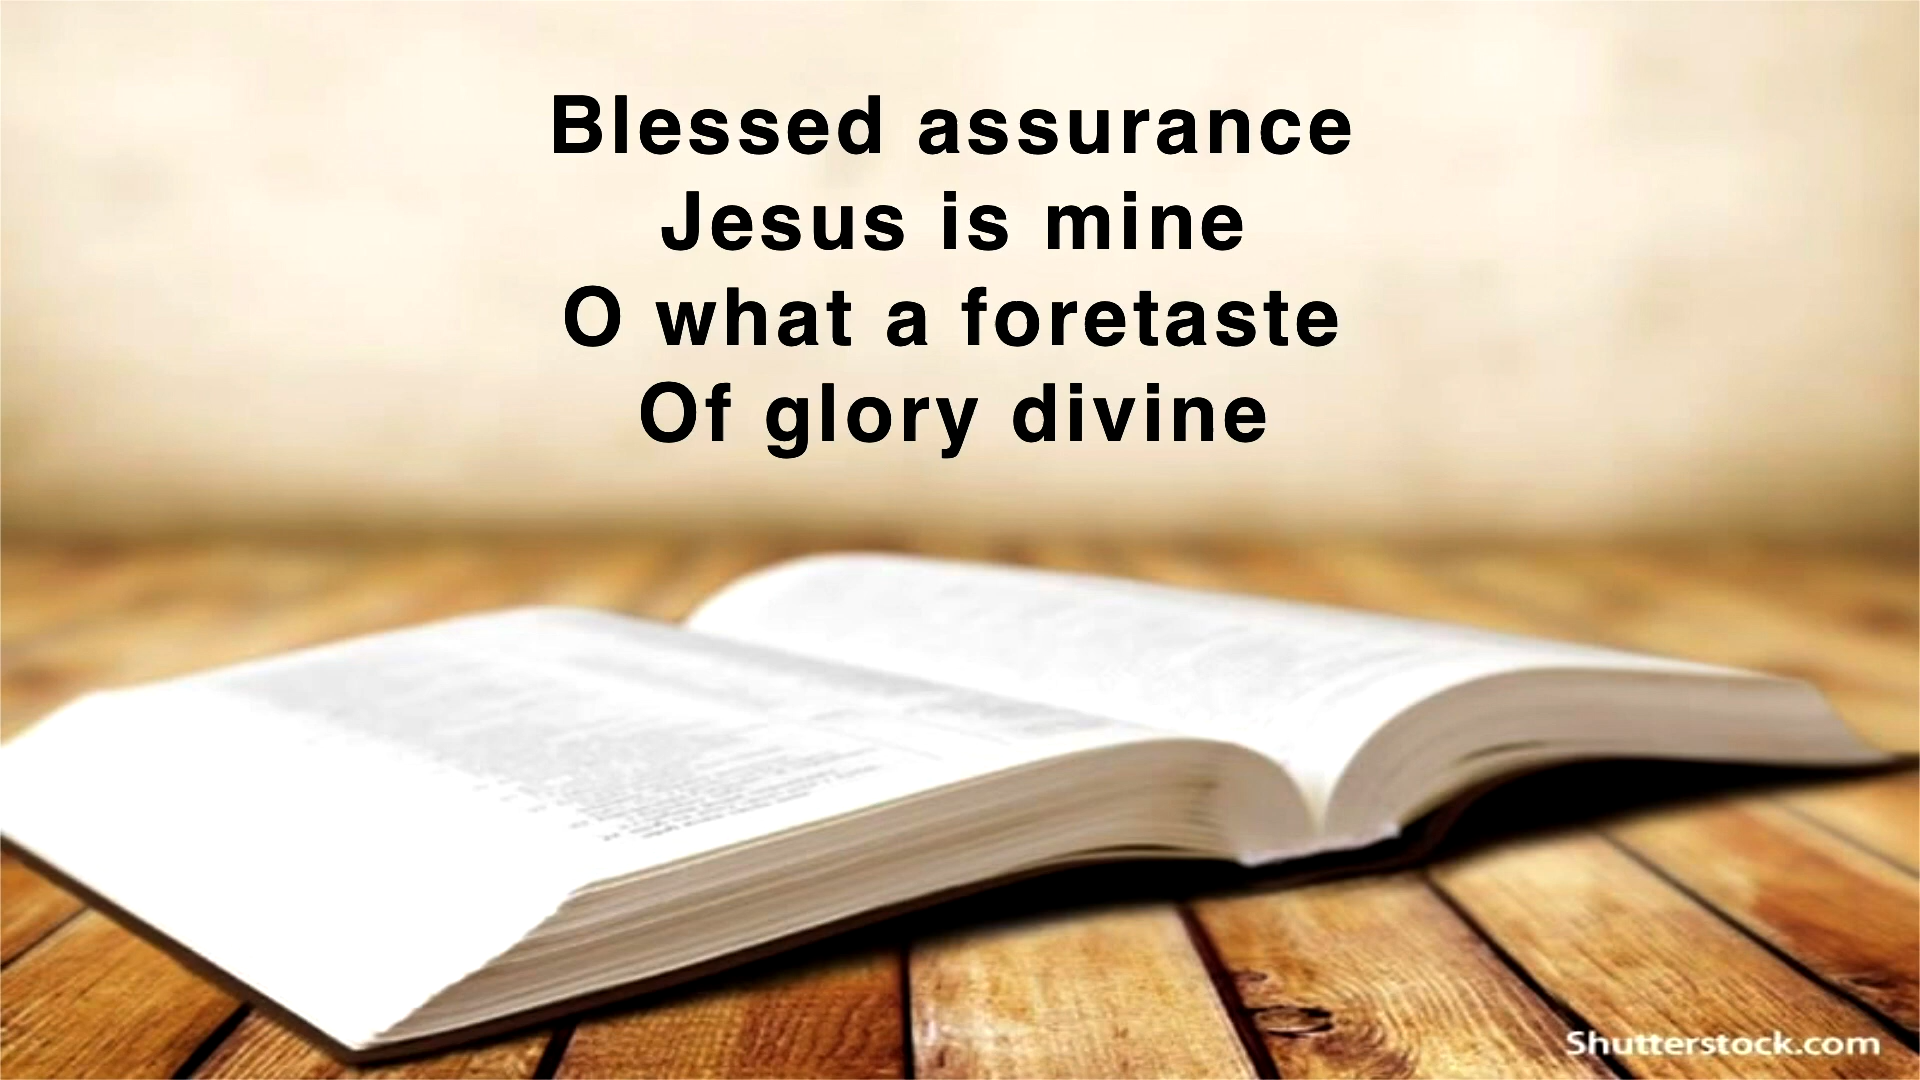 Blessed assurance
Jesus is mine
O what a foretaste
Of glory divine
Shutterstock.com